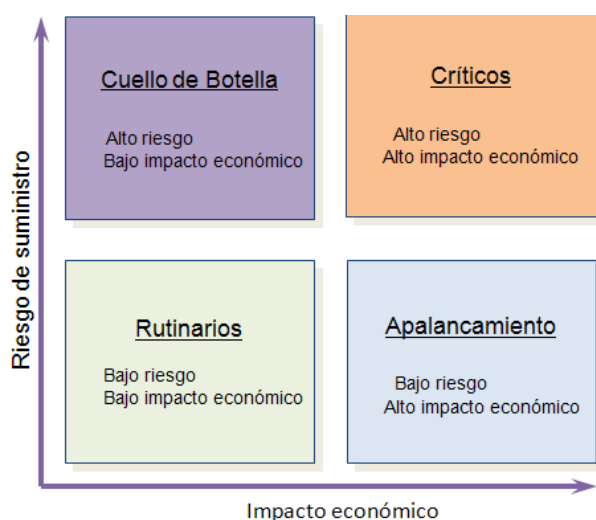 Riesgo de suministro
Cuello de Botella
Alto riesgo
Bajo impacto económico
Críticos
Alto riesgo
Alto impacto económico
Rutinarios
Bajo riesgo
Bajo impacto económico
Apalancamiento
Bajo riesgo
Alto impacto económico
Impacto económico